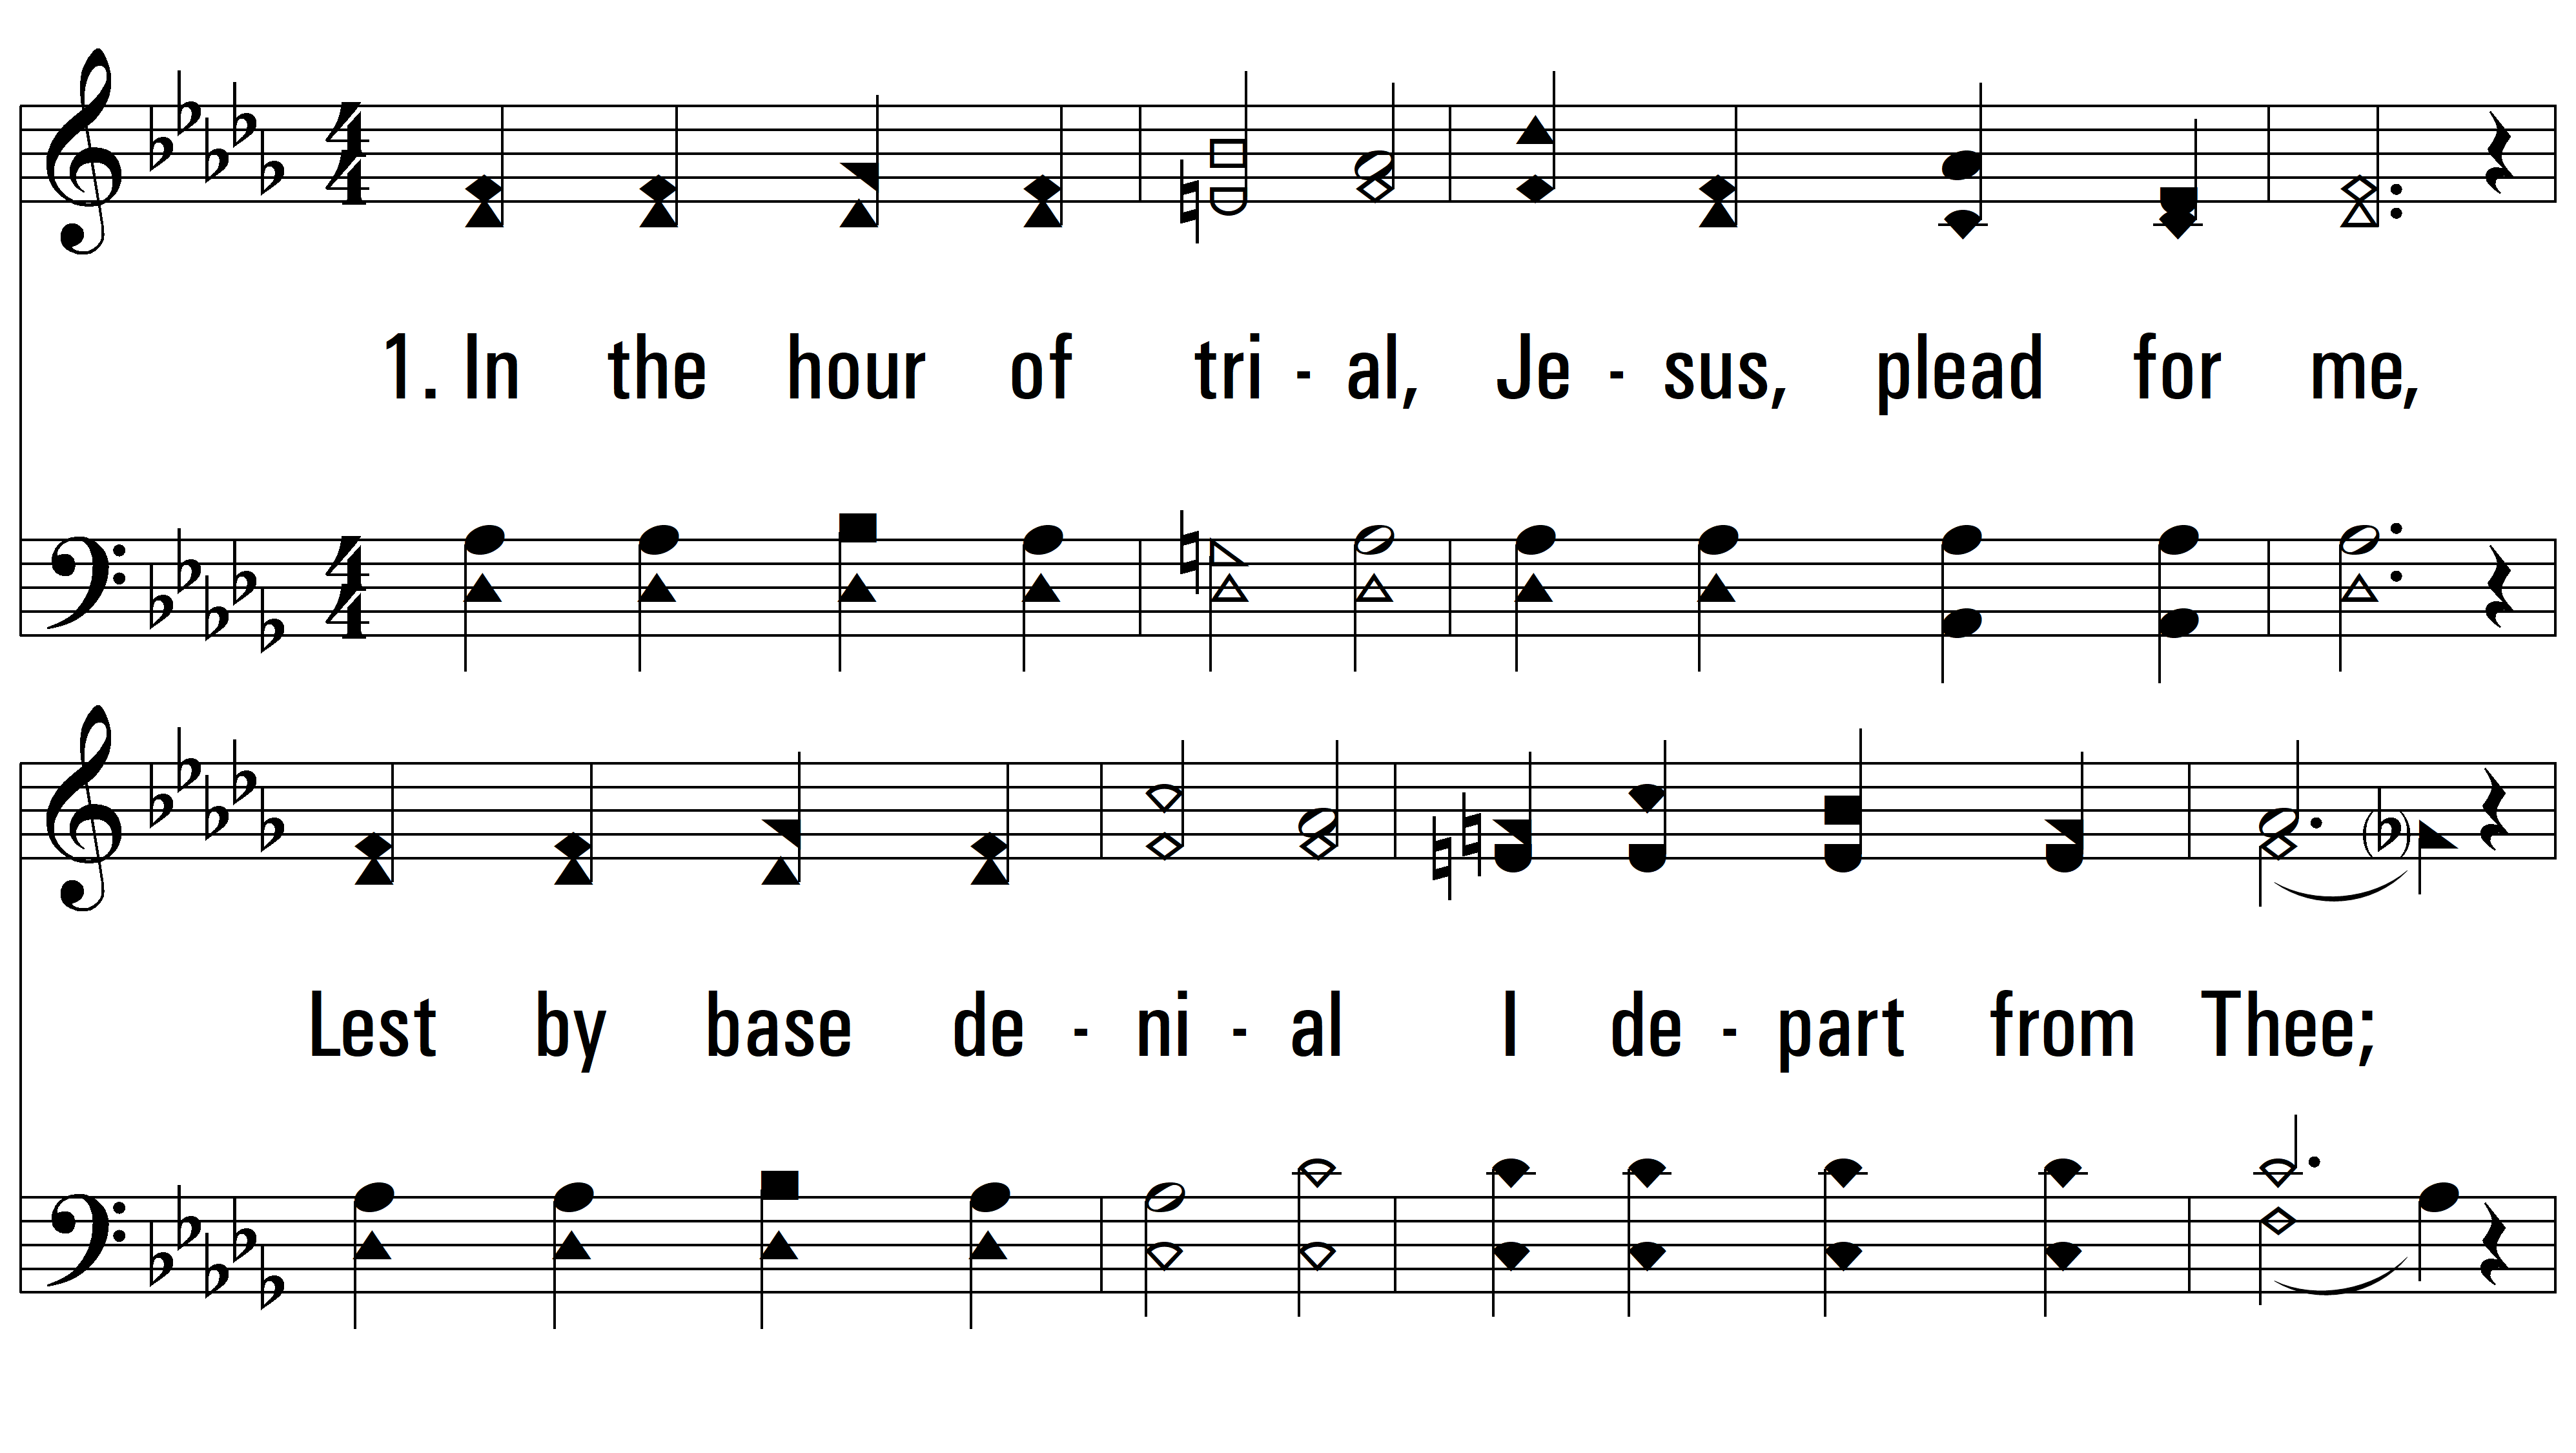 1. In the hour of tri - al, Je - sus, plead for me,
Lest by base de - ni - al I de - part from Thee;